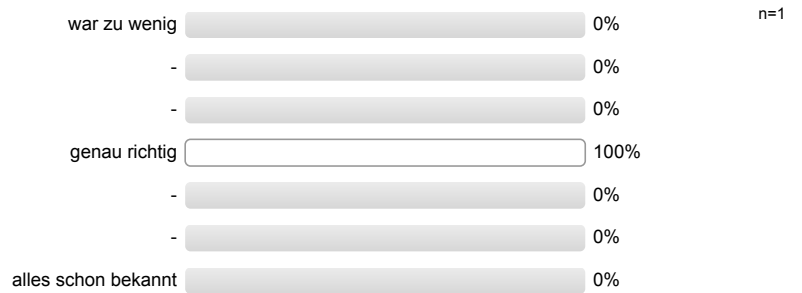 war zu wenig 0% n=1
- 0%
- 0%
genau richtig 100%
- 0%
- 0%
alles schon bekannt 0%